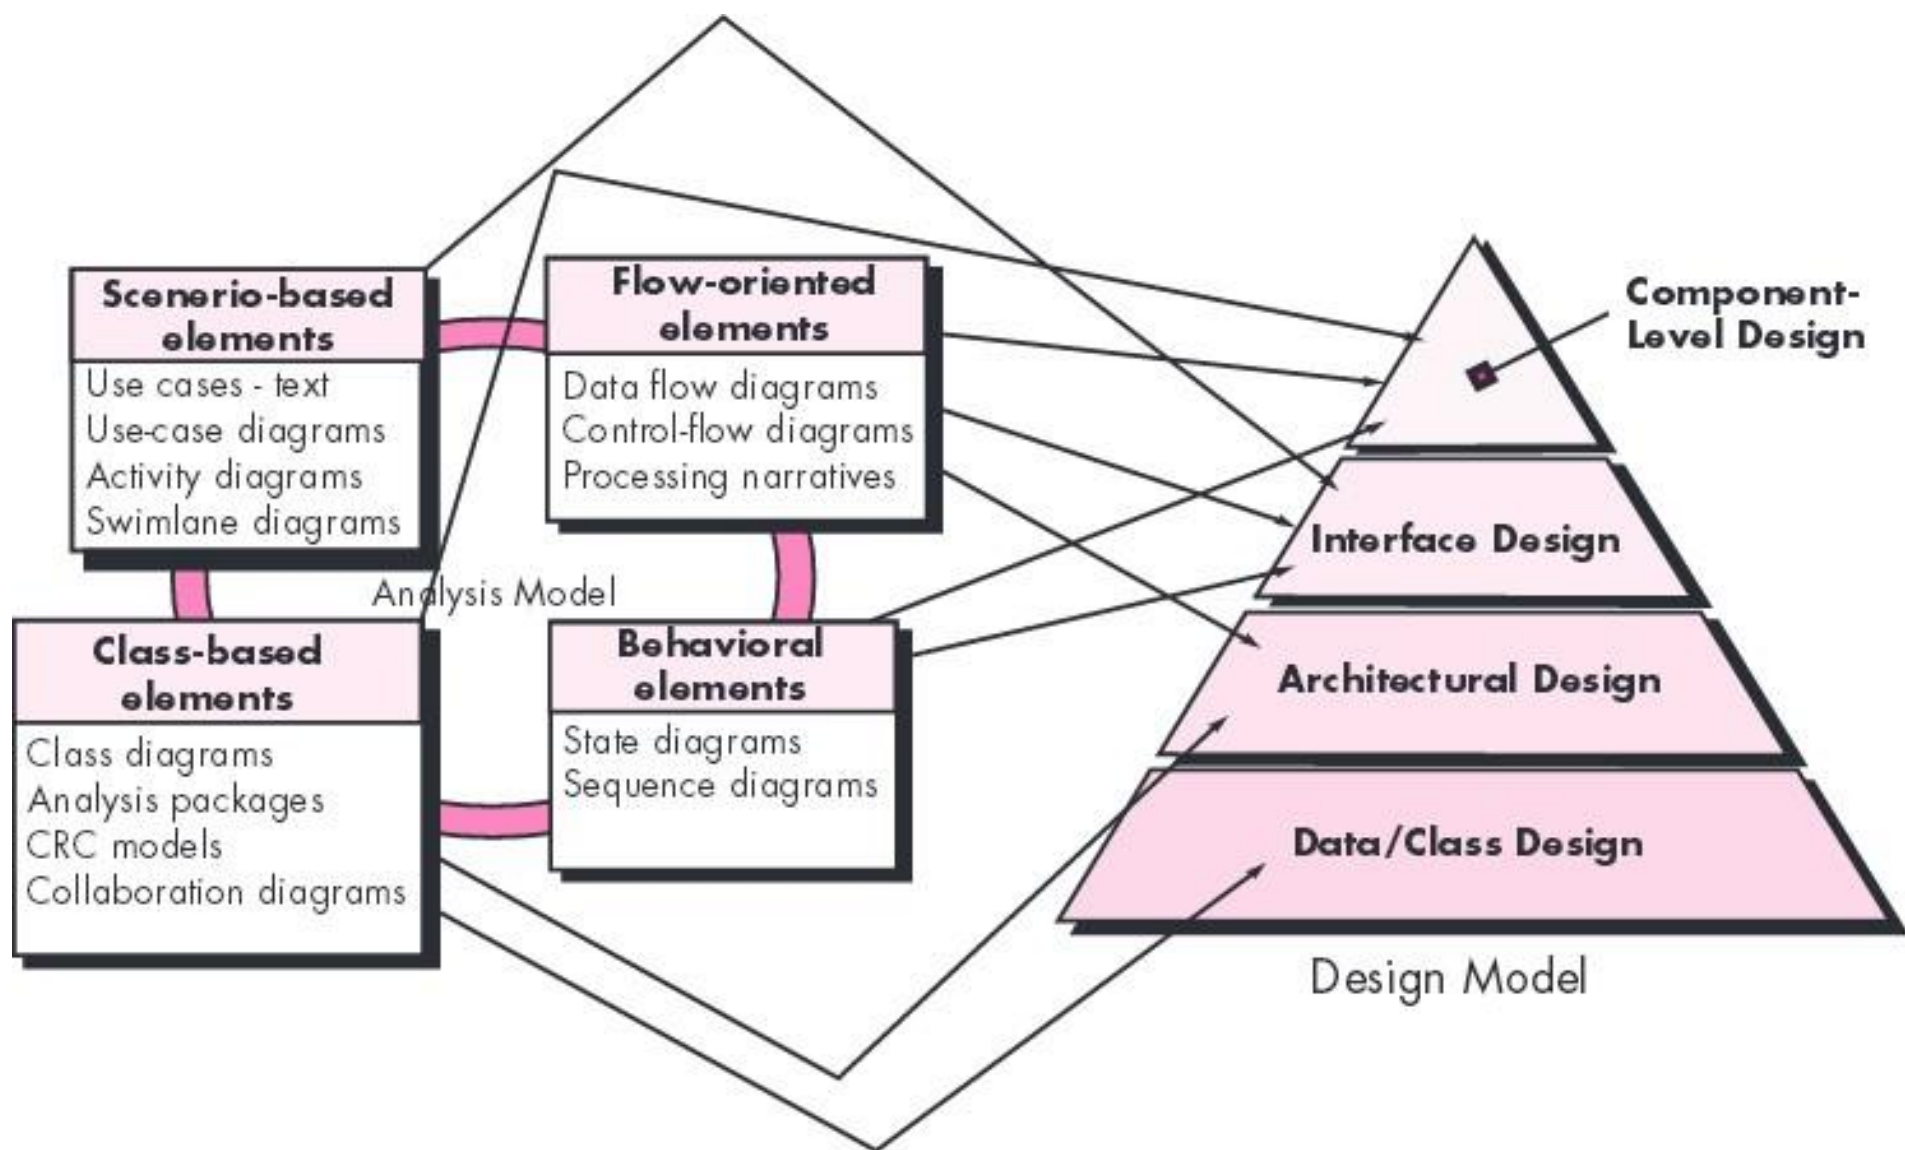 Scenerio-based
elements
Use cases - text
Use-case diagrams
Activity diagrams
Swimlane diagrams
Flow-oriented
elements
Data flow diagrams
Control-flow diagrams
Processing narratives
Analysis Model
Class-based
elements
Class diagrams
Analysis packages
CRC models
Collaboration diagrams
Behavioral
elements
State diagrams
Sequence diagrams
Component-
Level Design
Interface Design
Architectural Design
Data/Class Design
Design Model